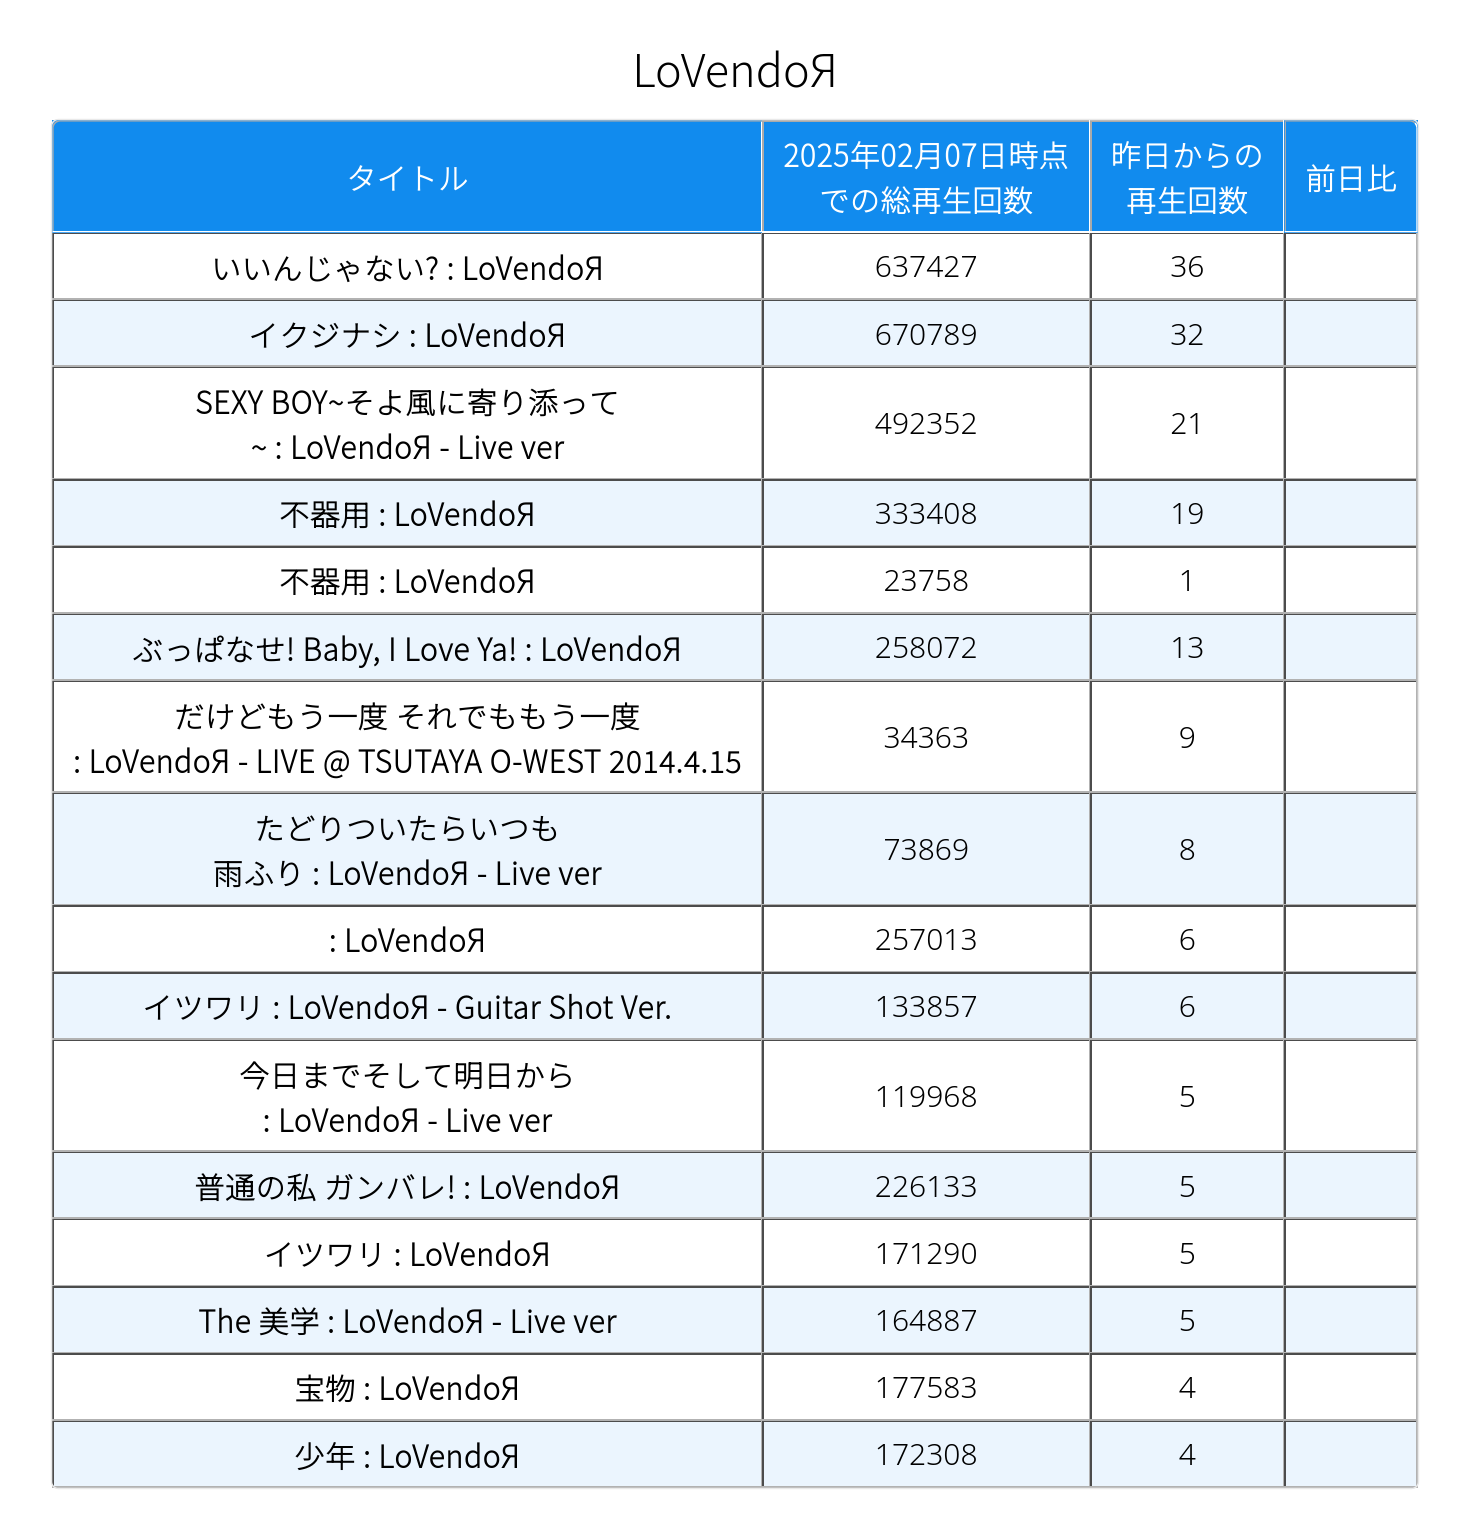 LoVendoЯ
タイトル
2025年02月07日時点
での総再生回数
昨日からの
再生回数
前日比
いいんじゃない? : LoVendoЯ
637427
36
イクジナシ : LoVendoЯ
670789
32
SEXY BOY~そよ風に寄り添って
~ : LoVendoЯ - Live ver
492352
21
不器用 : LoVendoЯ
333408
19
不器用 : LoVendoЯ
23758
1
ぶっぱなせ! Baby, I Love Ya! : LoVendoЯ
258072
13
だけどもう一度 それでももう一度
: LoVendoЯ - LIVE @ TSUTAYA O-WEST 2014.4.15
34363
9
たどりついたらいつも
雨ふり : LoVendoЯ - Live ver
73869
8
: LoVendoЯ
257013
6
イツワリ : LoVendoЯ - Guitar Shot Ver.
133857
6
今日までそして明日から
: LoVendoЯ - Live ver
119968
5
普通の私 ガンバレ! : LoVendoЯ
226133
5
イツワリ : LoVendoЯ
171290
5
The 美学 : LoVendoЯ - Live ver
164887
5
宝物 : LoVendoЯ
177583
4
少年 : LoVendoЯ
172308
4